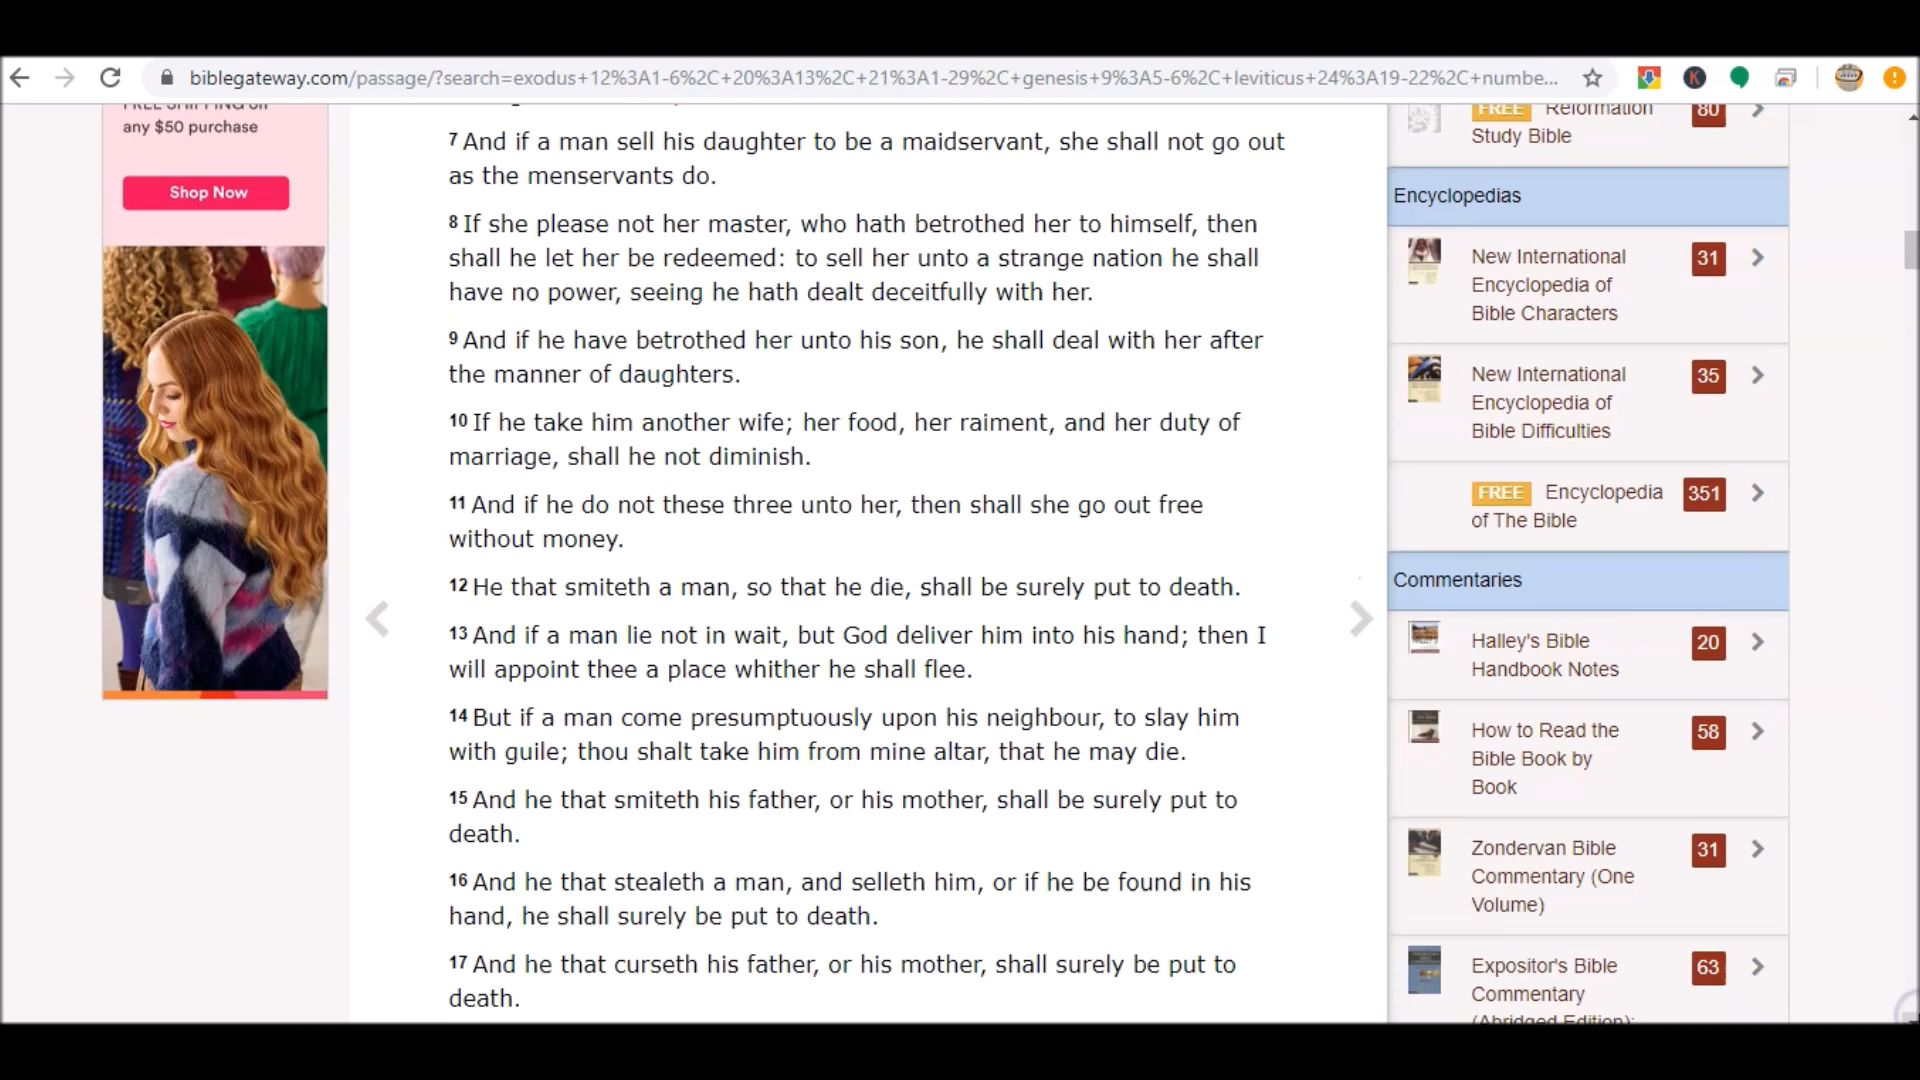 biblegateway.com/passage/?search=exodus+12%3A1-6%2C+20%3A13%2C+21%3A1-29%2C+genesis+9%3A5-6%2C+leviticus+24%3A19-22%2C+numbe...
any $50 purchase
Shop Now
7 And if a man sell his daughter to be a maidservant, she shall not go out
as the menservants do.
8 If she please not her master, who hath betrothed her to himself, then
shall he let her be redeemed: to sell her unto a strange nation he shall
have no power, seeing he hath dealt deceitfully with her.
9 And if he have betrothed her unto his son, he shall deal with her after
the manner of daughters.
10 If he take him another wife; her food, her raiment, and her duty of
marriage, shall he not diminish.
11 And if he do not these three unto her, then shall she go out free
without money.
12 He that smiteth a man, so that he die, shall be surely put to death.
13 And if a man lie not in wait, but God deliver him into his hand; then I
will appoint thee a place whither he shall flee.
14 But if a man come presumptuously upon his neighbour, to slay him
with guile; thou shalt take him from mine altar, that he may die.
15 And he that smiteth his father, or his mother, shall be surely put to
death.
16 And he that stealeth a man, and selleth him, or if he be found in his
hand, he shall surely be put to death.
17 And he that curseth his father, or his mother, shall surely be put to
death.
FREE Reformation 80
Study Bible
Encyclopedias
New International 31
Encyclopedia of
Bible Characters
New International 35
Encyclopedia of
Bible Difficulties
FREE Encyclopedia 351
of The Bible
Commentaries
Halley's Bible 20
Handbook Notes
How to Read the 58
Bible Book by
Book
Zondervan Bible 31
Commentary (One
Volume)
Expositor's Bible 63
Commentary
(Abridged Edition):